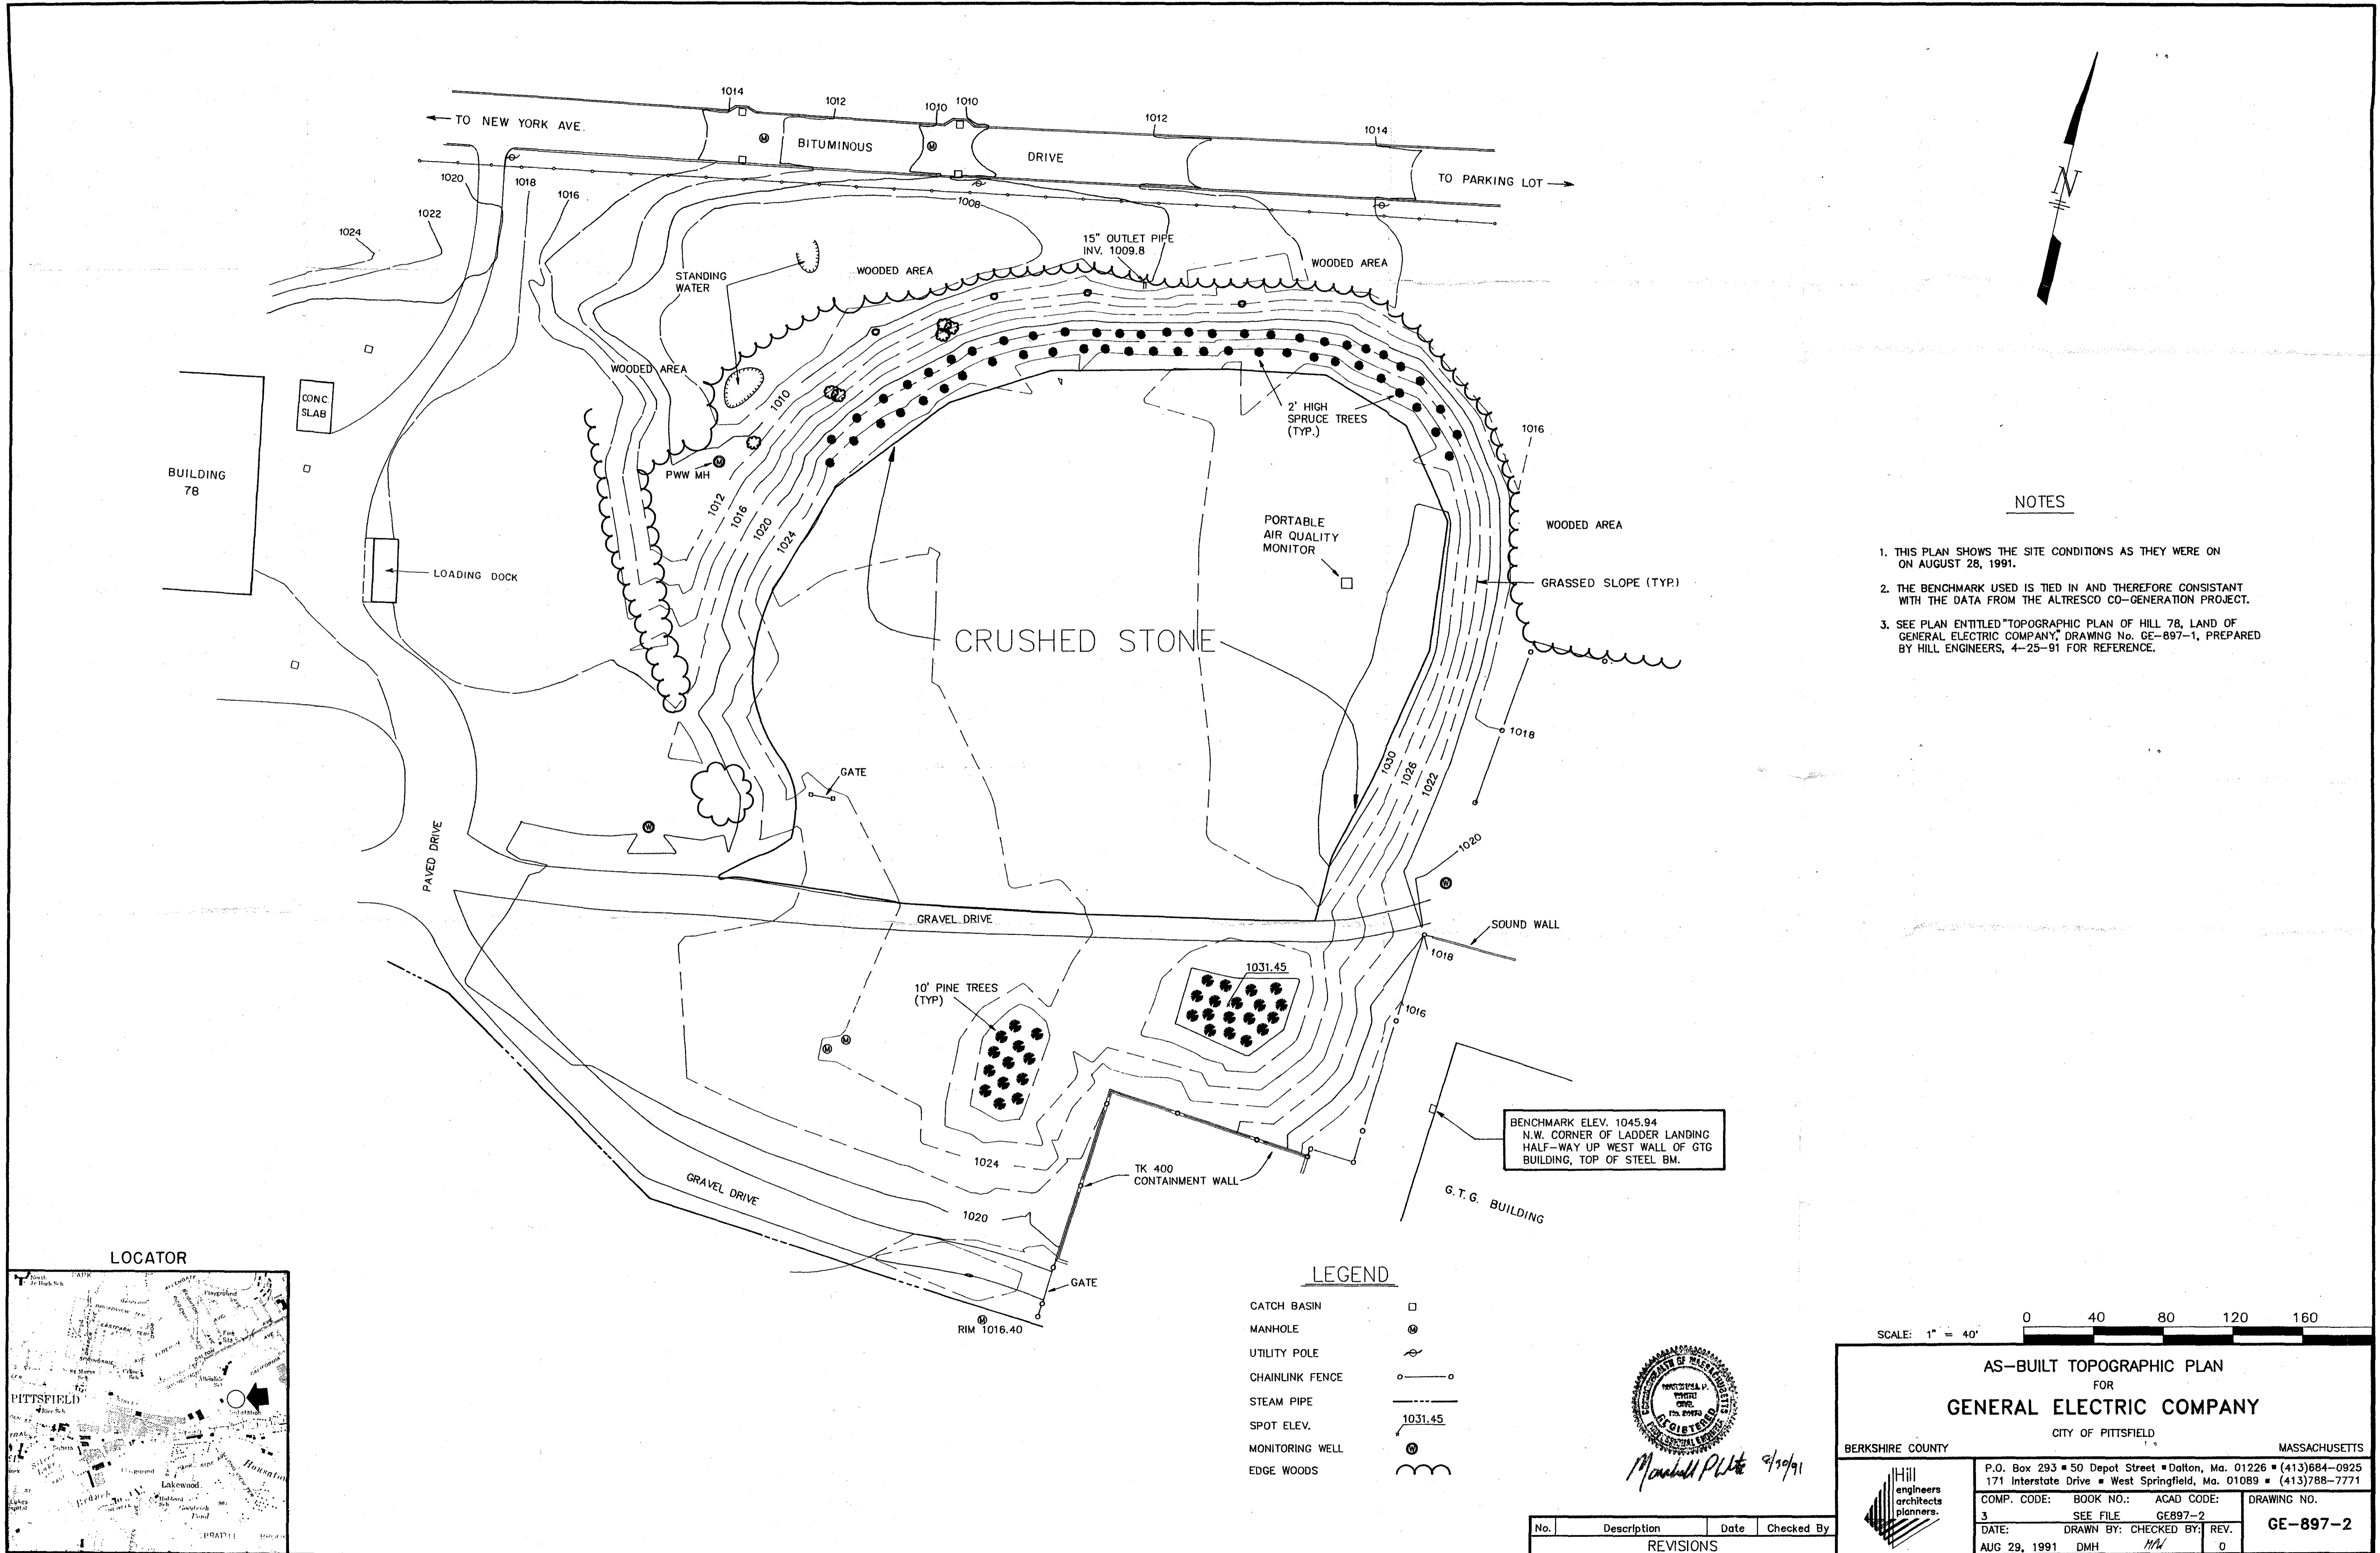 1014
1012
1010
1010
1012
1014
TO NEW YORK AVE.
BITUMINOUS
DRIVE
TO PARKING LOT
1020
1018
1016
1022
1024
1008
15" OUTLET PIPE
INV. 1009.8
STANDING
WATER
WOODED AREA
WOODED AREA
WOODED AREA
CONC.
SLAB
1010
2' HIGH
SPRUCE TREES
(TYP.)
1016
BUILDING
78
PWW MH
1012
1016
1020
1024
PORTABLE
AIR QUALITY
MONITOR
WOODED AREA
LOADING DOCK
GRASSED SLOPE (TYP.)
CRUSHED STONE
1018
1030
1026
1022
GATE
PAVED DRIVE
1020
GRAVEL DRIVE
SOUND WALL
1018
1031.45
10' PINE TREES
(TYP)
1016
1024
TK 400
CONTAINMENT WALL
GRAVEL DRIVE
1020
BENCHMARK ELEV. 1045.94
N.W. CORNER OF LADDER LANDING
HALF-WAY UP WEST WALL OF GTG
BUILDING, TOP OF STEEL BM.
G.T.G. BUILDING
GATE
RIM 1016.40
N
NOTES
1. THIS PLAN SHOWS THE SITE CONDITIONS AS THEY WERE ON
ON AUGUST 28, 1991.
2. THE BENCHMARK USED IS TIED IN AND THEREFORE CONSISTANT
WITH THE DATA FROM THE ALTRESCO CO-GENERATION PROJECT.
3. SEE PLAN ENTITLED "TOPOGRAPHIC PLAN OF HILL 78, LAND OF
GENERAL ELECTRIC COMPANY," DRAWING No. GE-897-1, PREPARED
BY HILL ENGINEERS, 4-25-91 FOR REFERENCE.
LOCATOR
PARK
Playground
PITTSFIELD
Lakewood
Pond
LEGEND
CATCH BASIN
MANHOLE
UTILITY POLE
CHAINLINK FENCE
STEAM PIPE
SPOT ELEV. 1031.45
MONITORING WELL
EDGE WOODS
REGISTERED
Marshall P White 8/30/91
No. Description Date Checked By
REVISIONS
SCALE: 1" = 40'
0 40 80 120 160
AS-BUILT TOPOGRAPHIC PLAN
FOR
GENERAL ELECTRIC COMPANY
CITY OF PITTSFIELD
BERKSHIRE COUNTY MASSACHUSETTS
Hill
engineers
architects
planners.
P.O. Box 293 ▪ 50 Depot Street ▪ Dalton, Ma. 01226 ▪ (413)684-0925
171 Interstate Drive ▪ West Springfield, Ma. 01089 ▪ (413)788-7771
COMP. CODE: BOOK NO.: ACAD CODE: DRAWING NO.
3 SEE FILE GE897-2
GE-897-2
DATE: DRAWN BY: CHECKED BY: REV.
AUG 29, 1991 DMH MPW 0